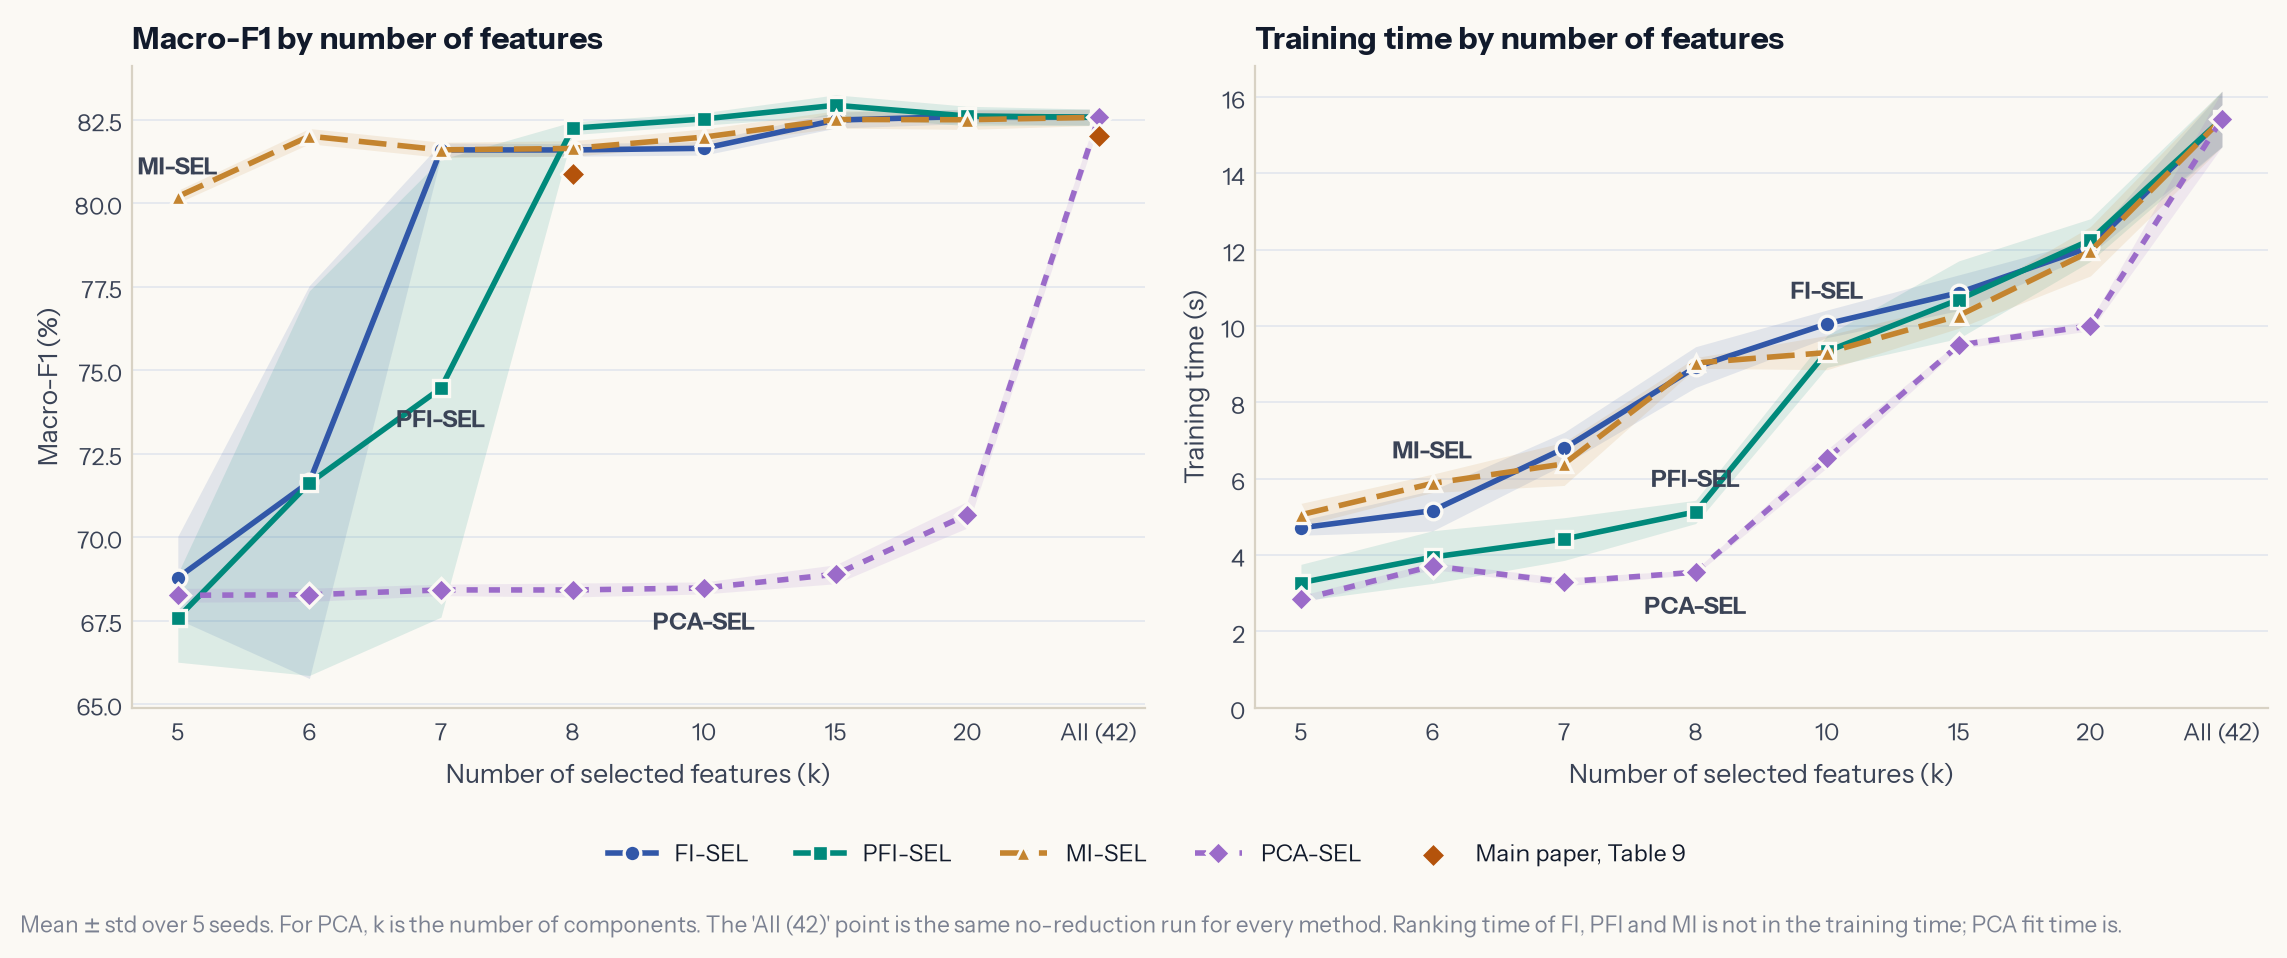 Macro-F1 by number of features
Training time by number of features
Macro-F1 (%)
82.5
80.0
77.5
75.0
72.5
70.0
67.5
65.0
MI-SEL
PFI-SEL
PCA-SEL
5 6 7 8 10 15 20 All (42)
Number of selected features (k)
Training time (s)
16
14
12
10
8
6
4
2
0
FI-SEL
MI-SEL
PFI-SEL
PCA-SEL
5 6 7 8 10 15 20 All (42)
Number of selected features (k)
FI-SEL PFI-SEL MI-SEL PCA-SEL Main paper, Table 9
Mean ± std over 5 seeds. For PCA, k is the number of components. The 'All (42)' point is the same no-reduction run for every method. Ranking time of FI, PFI and MI is not in the training time; PCA fit time is.